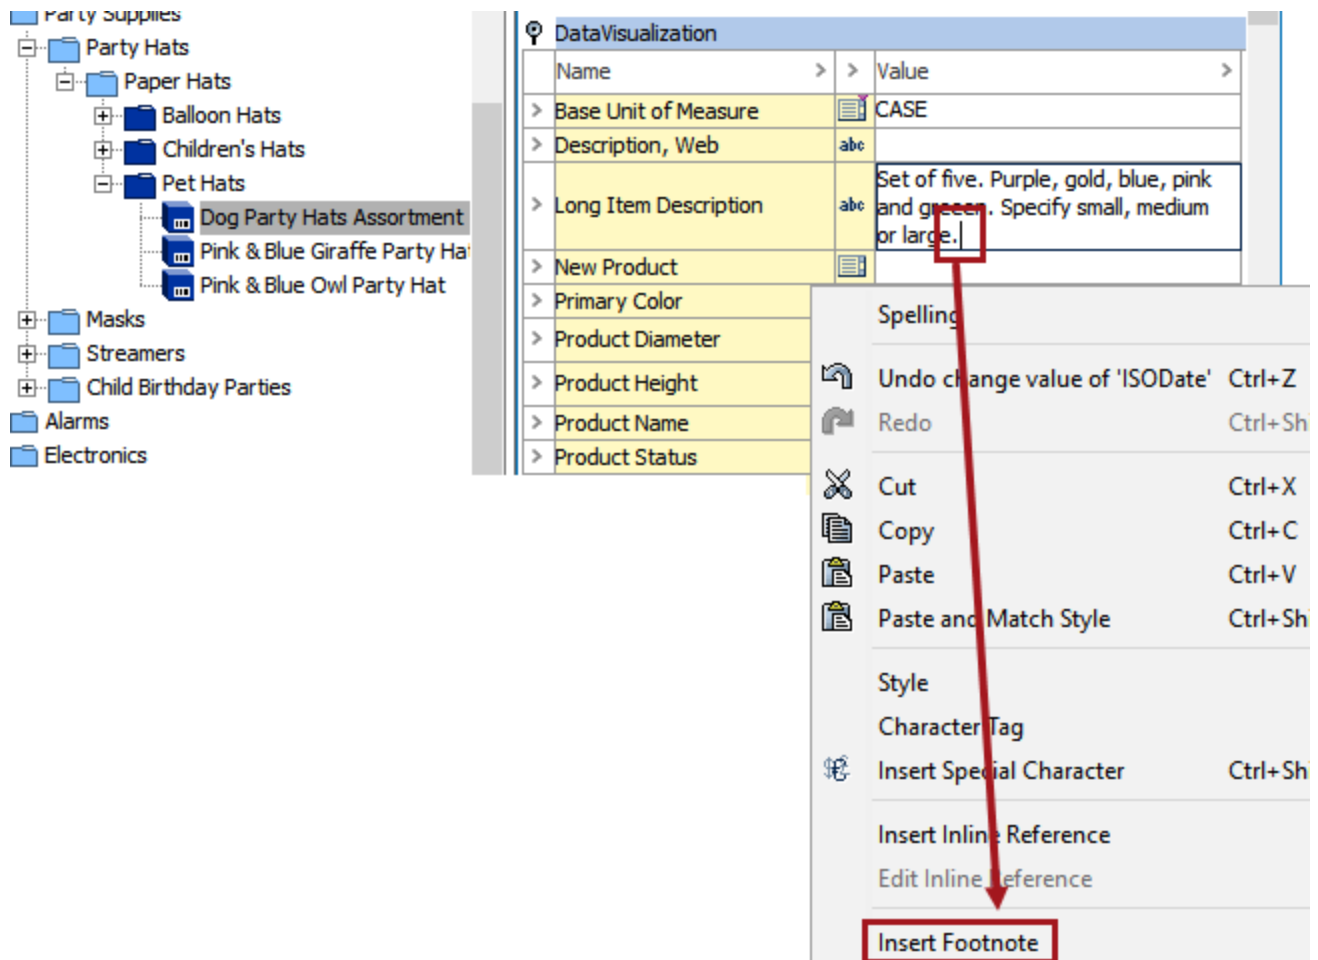 Party Supplies
Party Hats
Paper Hats
Balloon Hats
Children's Hats
Pet Hats
Dog Party Hats Assortment
Pink & Blue Giraffe Party Hat
Pink & Blue Owl Party Hat
Masks
Streamers
Child Birthday Parties
Alarms
Electronics
DataVisualization
Name > > Value >
> Base Unit of Measure CASE
> Description, Web abc
> Long Item Description abc
Set of five. Purple, gold, blue, pink
and greeen. Specify small, medium
or large.
> New Product
> Primary Color
> Product Diameter
> Product Height
> Product Name
> Product Status
Spelling
Undo change value of 'ISODate' Ctrl+Z
Redo Ctrl+Sh
Cut Ctrl+X
Copy Ctrl+C
Paste Ctrl+V
Paste and Match Style Ctrl+Sh
Style
Character Tag
Insert Special Character Ctrl+Sh
Insert Inline Reference
Edit Inline Reference
Insert Footnote